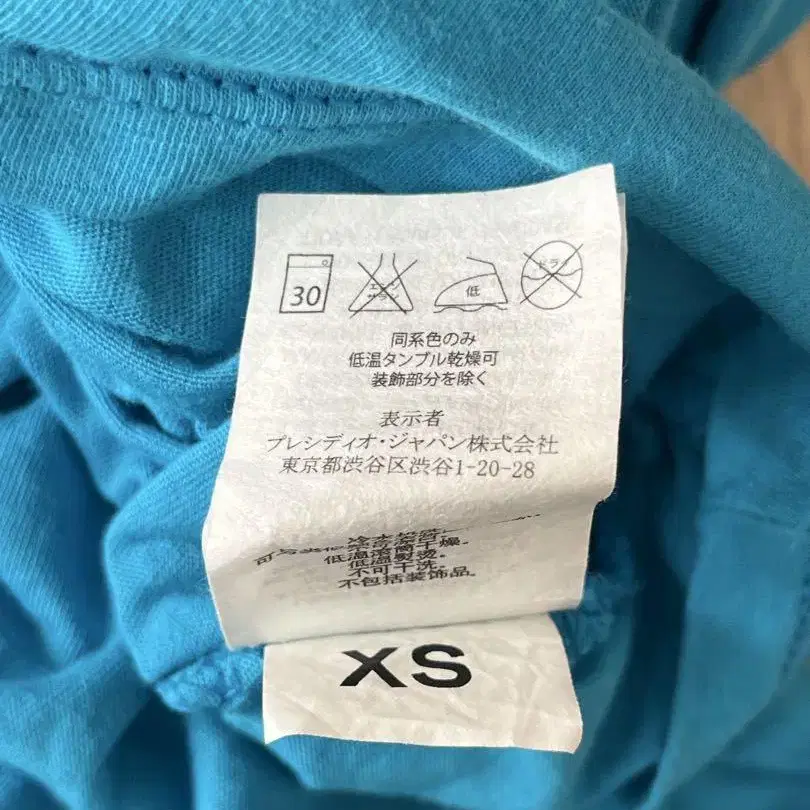 30
エンソ
サラシ
低
ドライ
同系色のみ
低温タンブル乾燥可
装飾部分を除く
表示者
プレシディオ・ジャパン株式会社
東京都渋谷区渋谷1-20-28
低温滚筒干燥。
低温熨烫。
不可干洗。
不包括装饰品。
XS